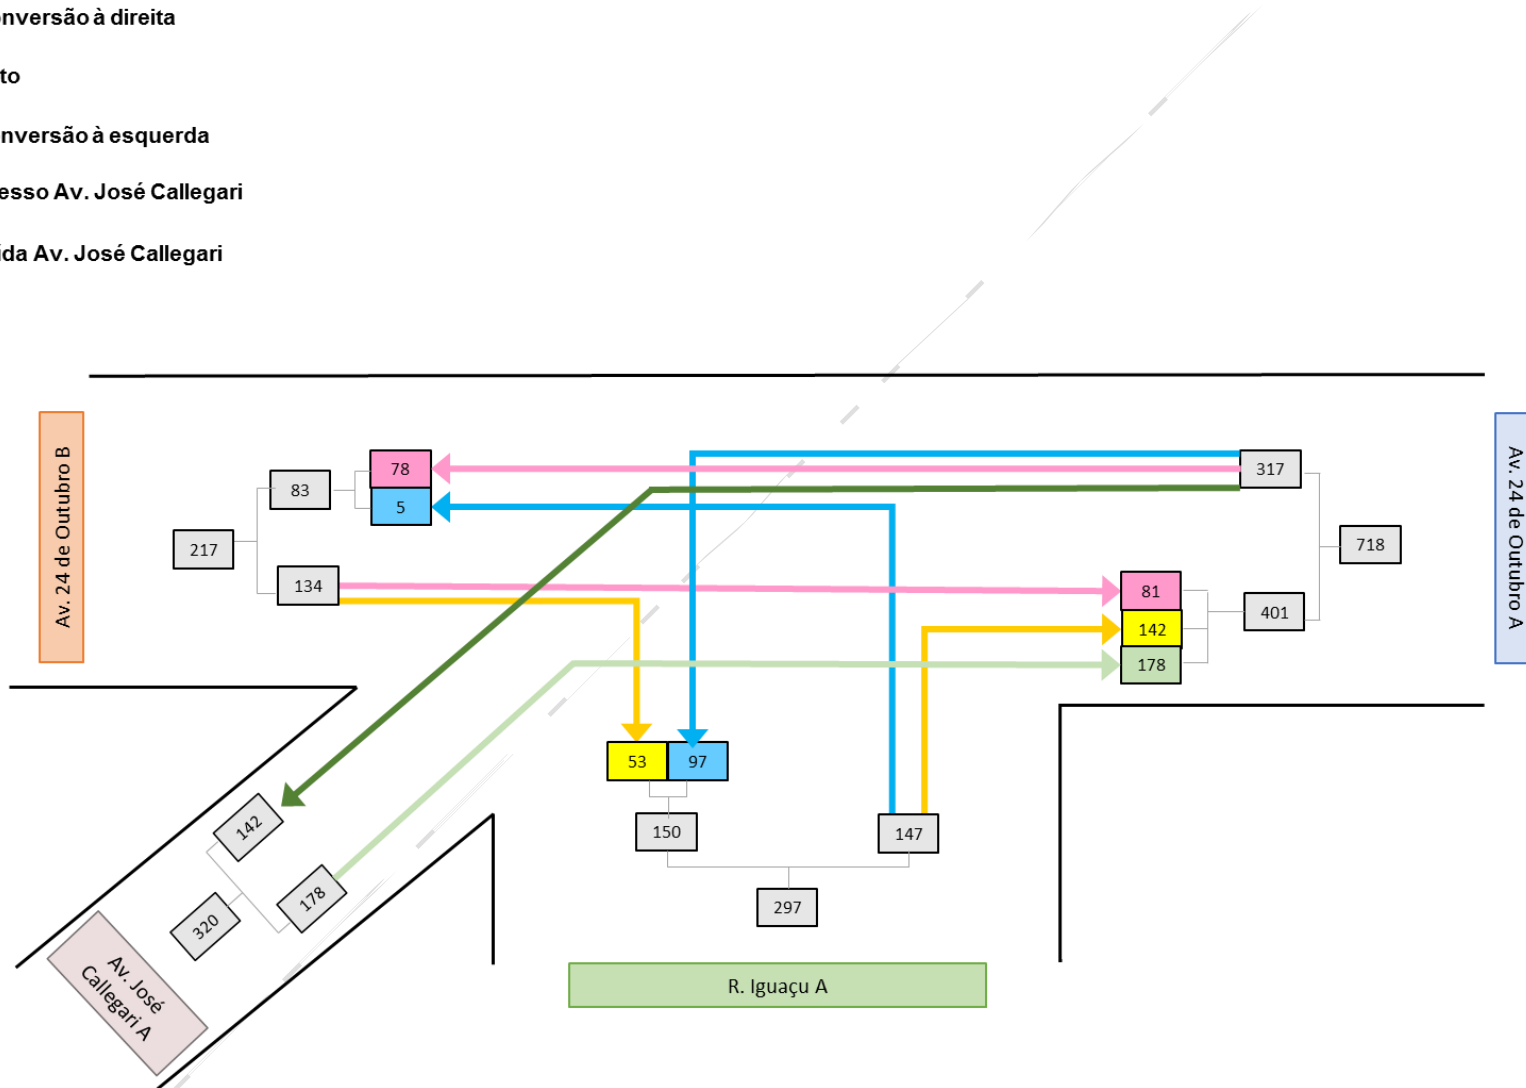 nversão à direita
to
nversão à esquerda
esso Av. José Callegari
ída Av. José Callegari
Av. 24 de Outubro B
Av. 24 de Outubro A
78
317
83
5
217
718
134
81
401
142
178
53
97
142
150
147
178
297
320
Av. José
Callegari A
R. Iguaçu A